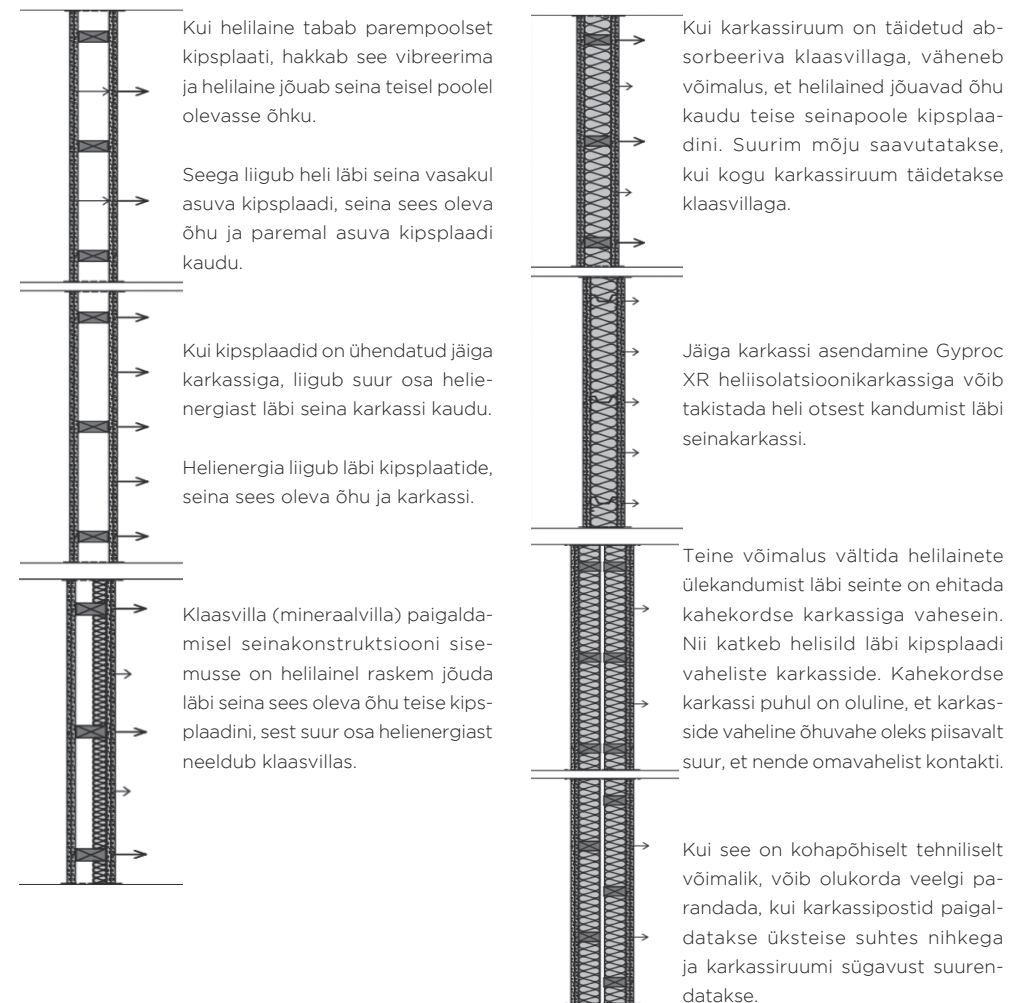 Kui helilaine tabab parempoolset
kipsplaati, hakkab see vibreerima
ja helilaine jõuab seina teisel poolel
olevasse õhku.
Seega liigub heli läbi seina vasakul
asuva kipsplaadi, seina sees oleva
õhu ja paremal asuva kipsplaadi
kaudu.
Kui kipsplaadid on ühendatud jäiga
karkassiga, liigub suur osa helie-
nergiast läbi seina karkassi kaudu.
Helienergia liigub läbi kipsplaatide,
seina sees oleva õhu ja karkassi.
Klaasvilla (mineraalvilla) paigalda-
misel seinakonstruktsiooni sise-
musse on helilainel raskem jõuda
läbi seina sees oleva õhu teise kips-
plaadini, sest suur osa helienergiast
neeldub klaasvillas.
Kui karkassiruum on täidetud ab-
sorbeeriva klaasvillaga, väheneb
võimalus, et helilained jõuavad õhu
kaudu teise seinapoole kipsplaa-
dini. Suurim mõju saavutatakse,
kui kogu karkassiruum täidetakse
klaasvillaga.
Jäiga karkassi asendamine Gyproc
XR heliisolatsioonikarkassiga võib
takistada heli otsest kandumist läbi
seinakarkassi.
Teine võimalus vältida helilainete
ülekandumist läbi seinte on ehitada
kahekordse karkassiga vahesein.
Nii katkeb helisild läbi kipsplaadi
vaheliste karkasside. Kahekordse
karkassi puhul on oluline, et karkas-
side vaheline õhuvahe oleks piisavalt
suur, et nende omavahelist kontakti.
Kui see on kohapõhiselt tehniliselt
võimalik, võib olukorda veelgi pa-
randada, kui karkassipostid paigal-
datakse üksteise suhtes nihkega
ja karkassiruumi sügavust suuren-
datakse.